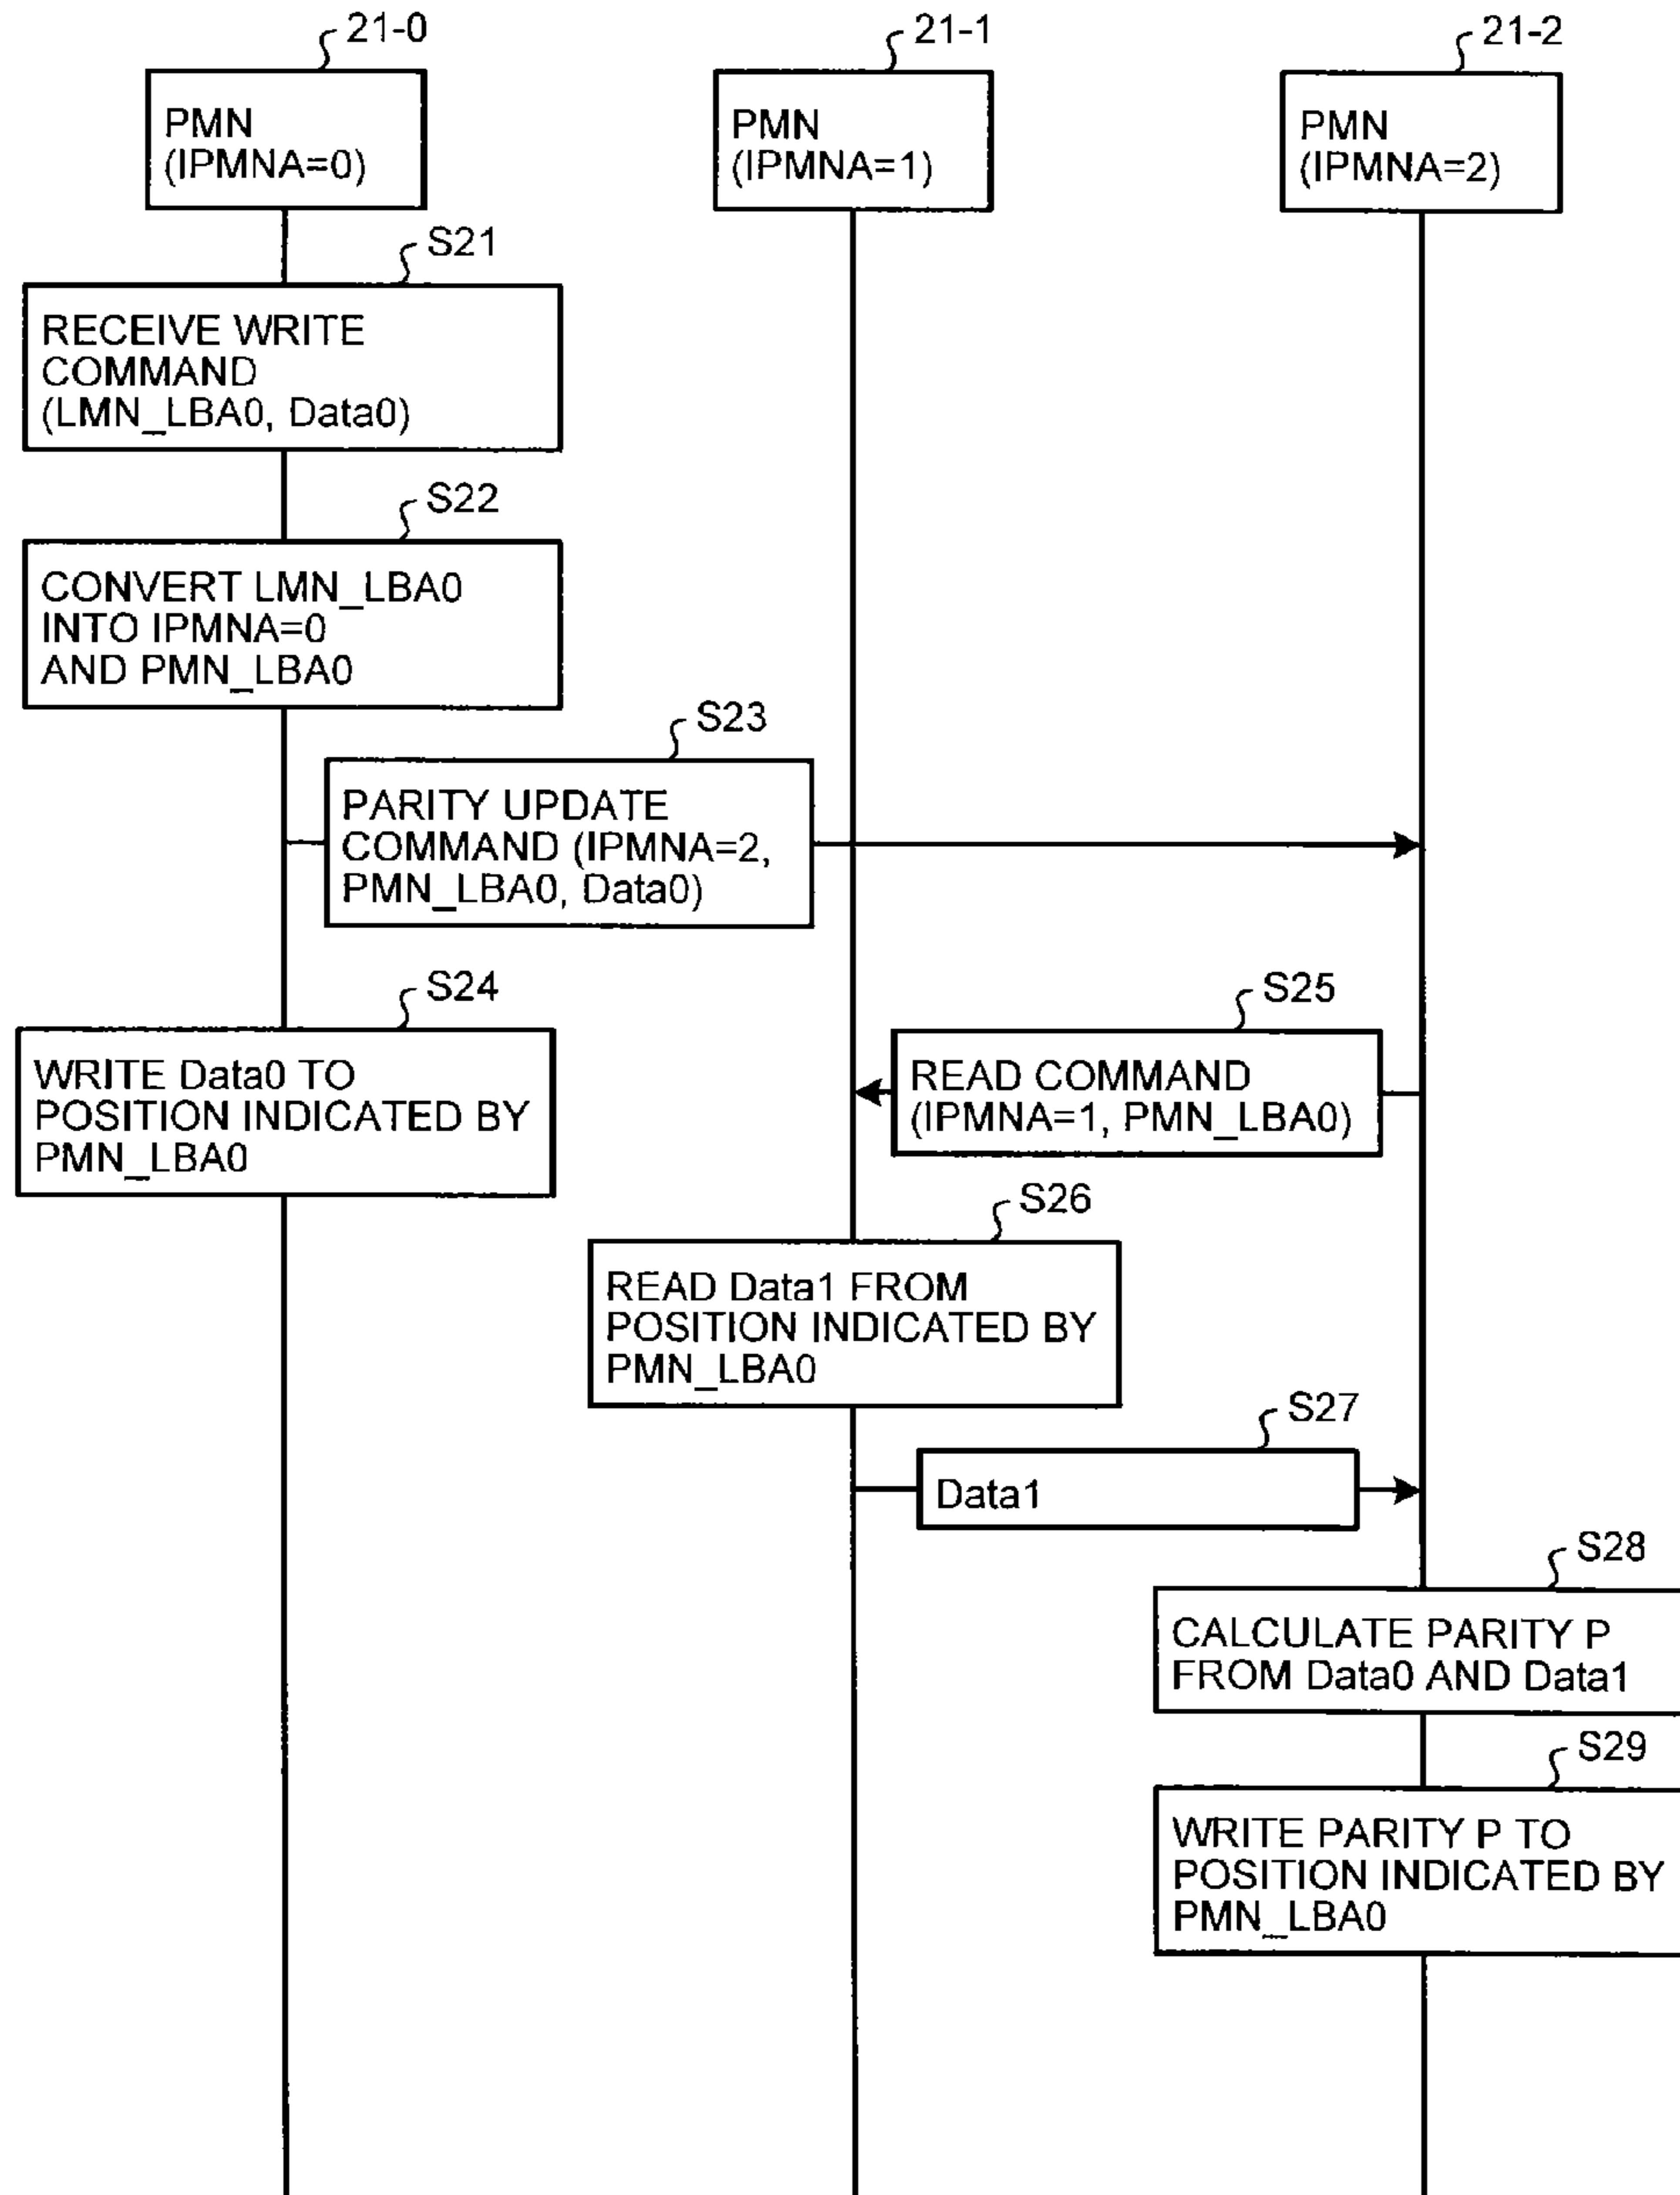 21-0
21-1
21-2
PMN
(IPMNA=0)
PMN
(IPMNA=1)
PMN
(IPMNA=2)
S21
RECEIVE WRITE
COMMAND
(LMN_LBA0, Data0)
S22
CONVERT LMN_LBA0
INTO IPMNA=0
AND PMN_LBA0
S23
PARITY UPDATE
COMMAND (IPMNA=2,
PMN_LBA0, Data0)
S24
WRITE Data0 TO
POSITION INDICATED BY
PMN_LBA0
S25
READ COMMAND
(IPMNA=1, PMN_LBA0)
S26
READ Data1 FROM
POSITION INDICATED BY
PMN_LBA0
S27
Data1
S28
CALCULATE PARITY P
FROM Data0 AND Data1
S29
WRITE PARITY P TO
POSITION INDICATED BY
PMN_LBA0